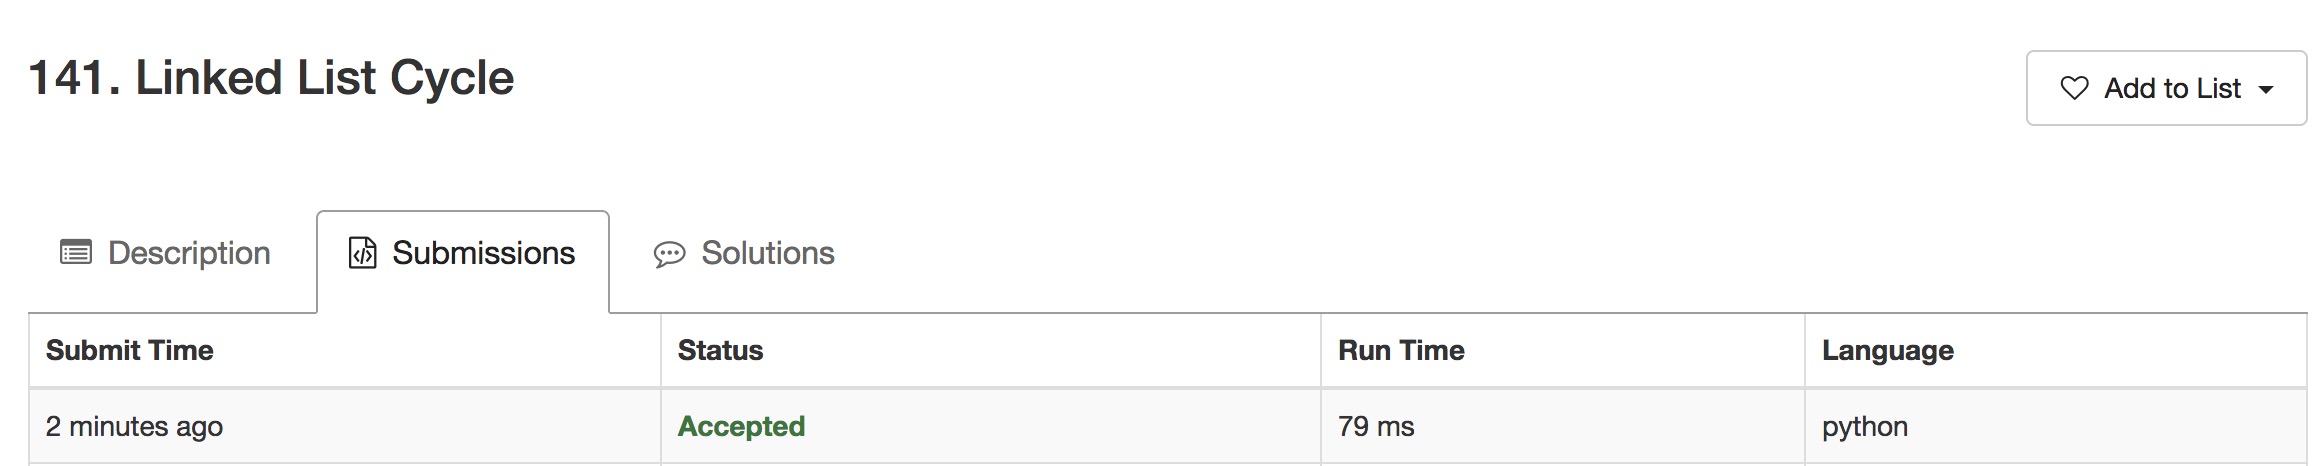 141. Linked List Cycle
Add to List
Description Submissions Solutions
Submit Time Status Run Time Language
2 minutes ago Accepted 79 ms python